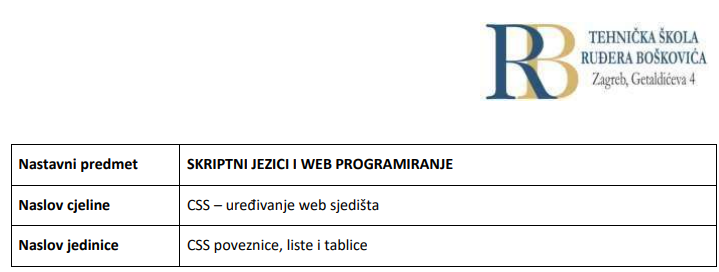 RB
TEHNIČKA ŠKOLA
RUĐERA BOŠKOVIĆA
Zagreb, Getaldićeva 4
Nastavni predmet SKRIPTNI JEZICI I WEB PROGRAMIRANJE
Naslov cjeline CSS – uređivanje web sjedišta
Naslov jedinice CSS poveznice, liste i tablice